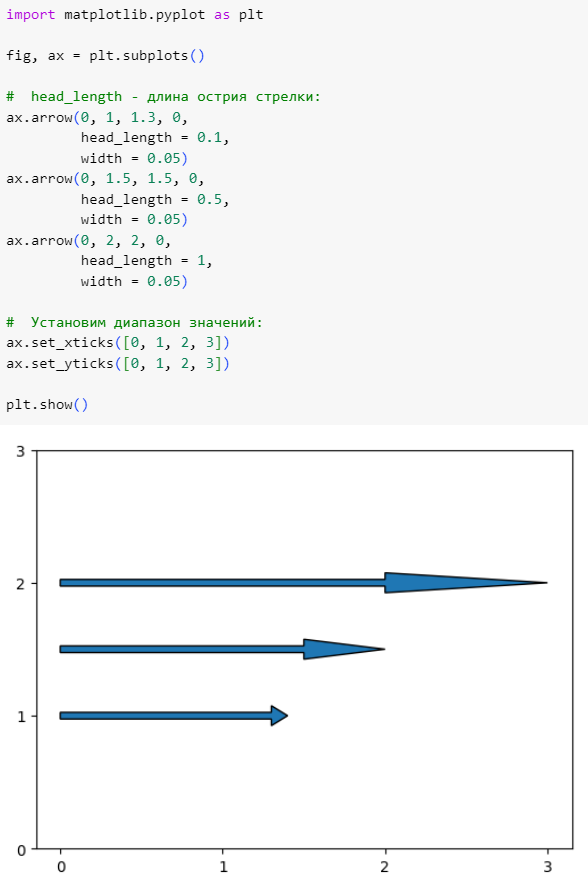 import matplotlib.pyplot as plt
fig, ax = plt.subplots()
#  head_length - длина острия стрелки:
ax.arrow(0, 1, 1.3, 0,
         head_length = 0.1,
         width = 0.05)
ax.arrow(0, 1.5, 1.5, 0,
         head_length = 0.5,
         width = 0.05)
ax.arrow(0, 2, 2, 0,
         head_length = 1,
         width = 0.05)
#  Установим диапазон значений:
ax.set_xticks([0, 1, 2, 3])
ax.set_yticks([0, 1, 2, 3])
plt.show()
3
2
1
0
0 1 2 3